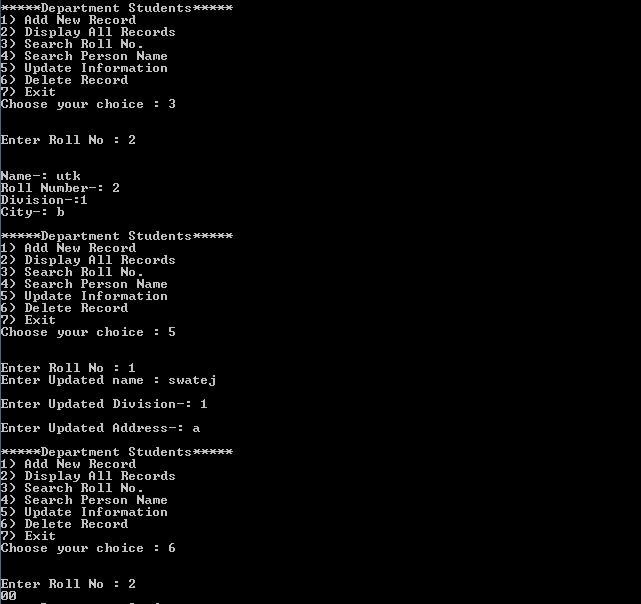 *****Department Students*****
1) Add New Record
2) Display All Records
3) Search Roll No.
4) Search Person Name
5) Update Information
6) Delete Record
7) Exit
Choose your choice : 3
Enter Roll No : 2
Name-: utk
Roll Number-: 2
Division-:1
City-: b
*****Department Students*****
1) Add New Record
2) Display All Records
3) Search Roll No.
4) Search Person Name
5) Update Information
6) Delete Record
7) Exit
Choose your choice : 5
Enter Roll No : 1
Enter Updated name : swatej
Enter Updated Division-: 1
Enter Updated Address-: a
*****Department Students*****
1) Add New Record
2) Display All Records
3) Search Roll No.
4) Search Person Name
5) Update Information
6) Delete Record
7) Exit
Choose your choice : 6
Enter Roll No : 2
00